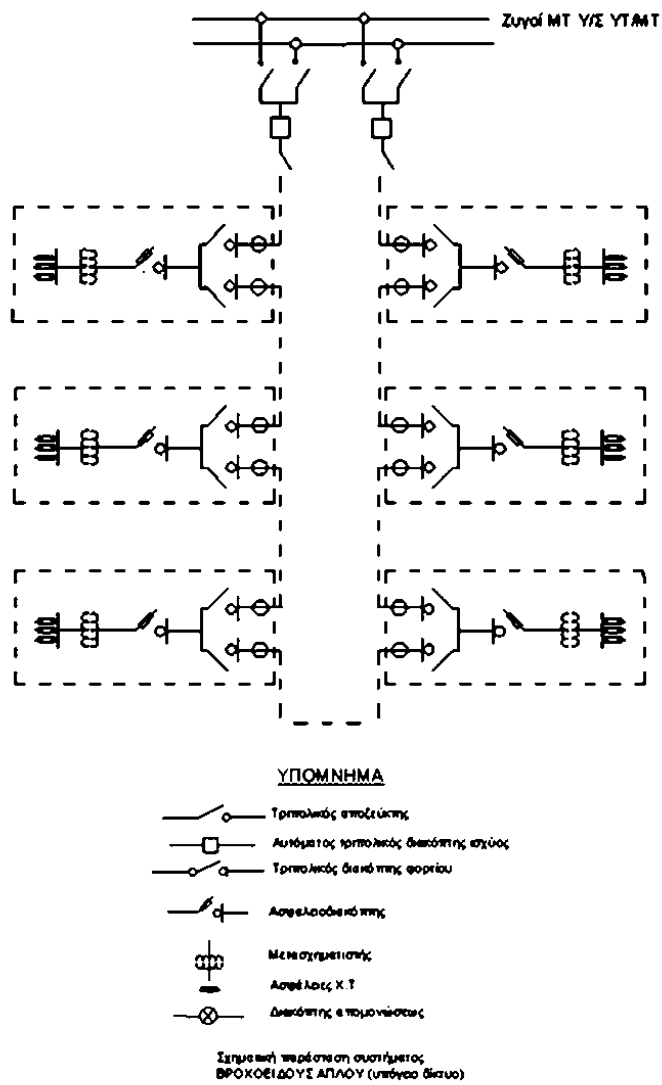 Ζυγοί ΜΤ Υ/Σ ΥΤ/ΜΤ
ΥΠΟΜΝΗΜΑ
Τριπολικός αποζεύκτης
Αυτόματος τριπολικός διακόπτης ισχύος
Τριπολικός διακόπτης φορτίου
Ασφαλειοδιακόπτης
Μετασχηματιστής
Ασφάλειες Χ.Τ
Διακόπτης απομονώσεως
Σχηματική παράσταση συστήματος
ΒΡΟΧΟΕΙΔΟΥΣ ΑΠΛΟΥ (υπόγειο δίκτυο)